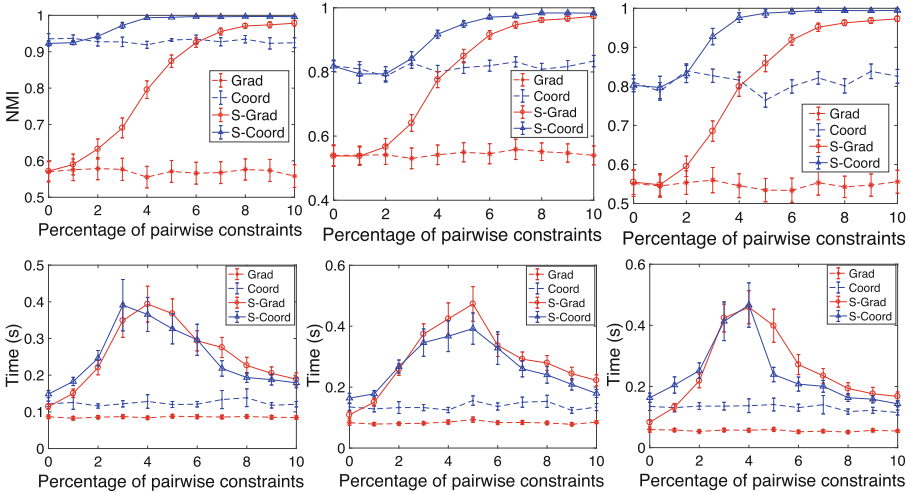 NMI
1
0.9
0.8
0.7
0.6
0.5
0 2 4 6 8 10
Percentage of pairwise constraints
Grad
Coord
S-Grad
S-Coord
1
0.8
0.6
0.4
0 2 4 6 8 10
Percentage of pairwise constraints
Grad
Coord
S-Grad
S-Coord
1
0.9
0.8
0.7
0.6
0.5
0 2 4 6 8 10
Percentage of pairwise constraints
Grad
Coord
S-Grad
S-Coord
Time (s)
0.5
0.4
0.3
0.2
0.1
0
0 2 4 6 8 10
Percentage of pairwise constraints
Grad
Coord
S-Grad
S-Coord
Time (s)
0.6
0.4
0.2
0
0 2 4 6 8 10
Percentage of pairwise constraints
Grad
Coord
S-Grad
S-Coord
Time (s)
0.6
0.4
0.2
0
0 2 4 6 8 10
Percentage of pairwise constraints
Grad
Coord
S-Grad
S-Coord